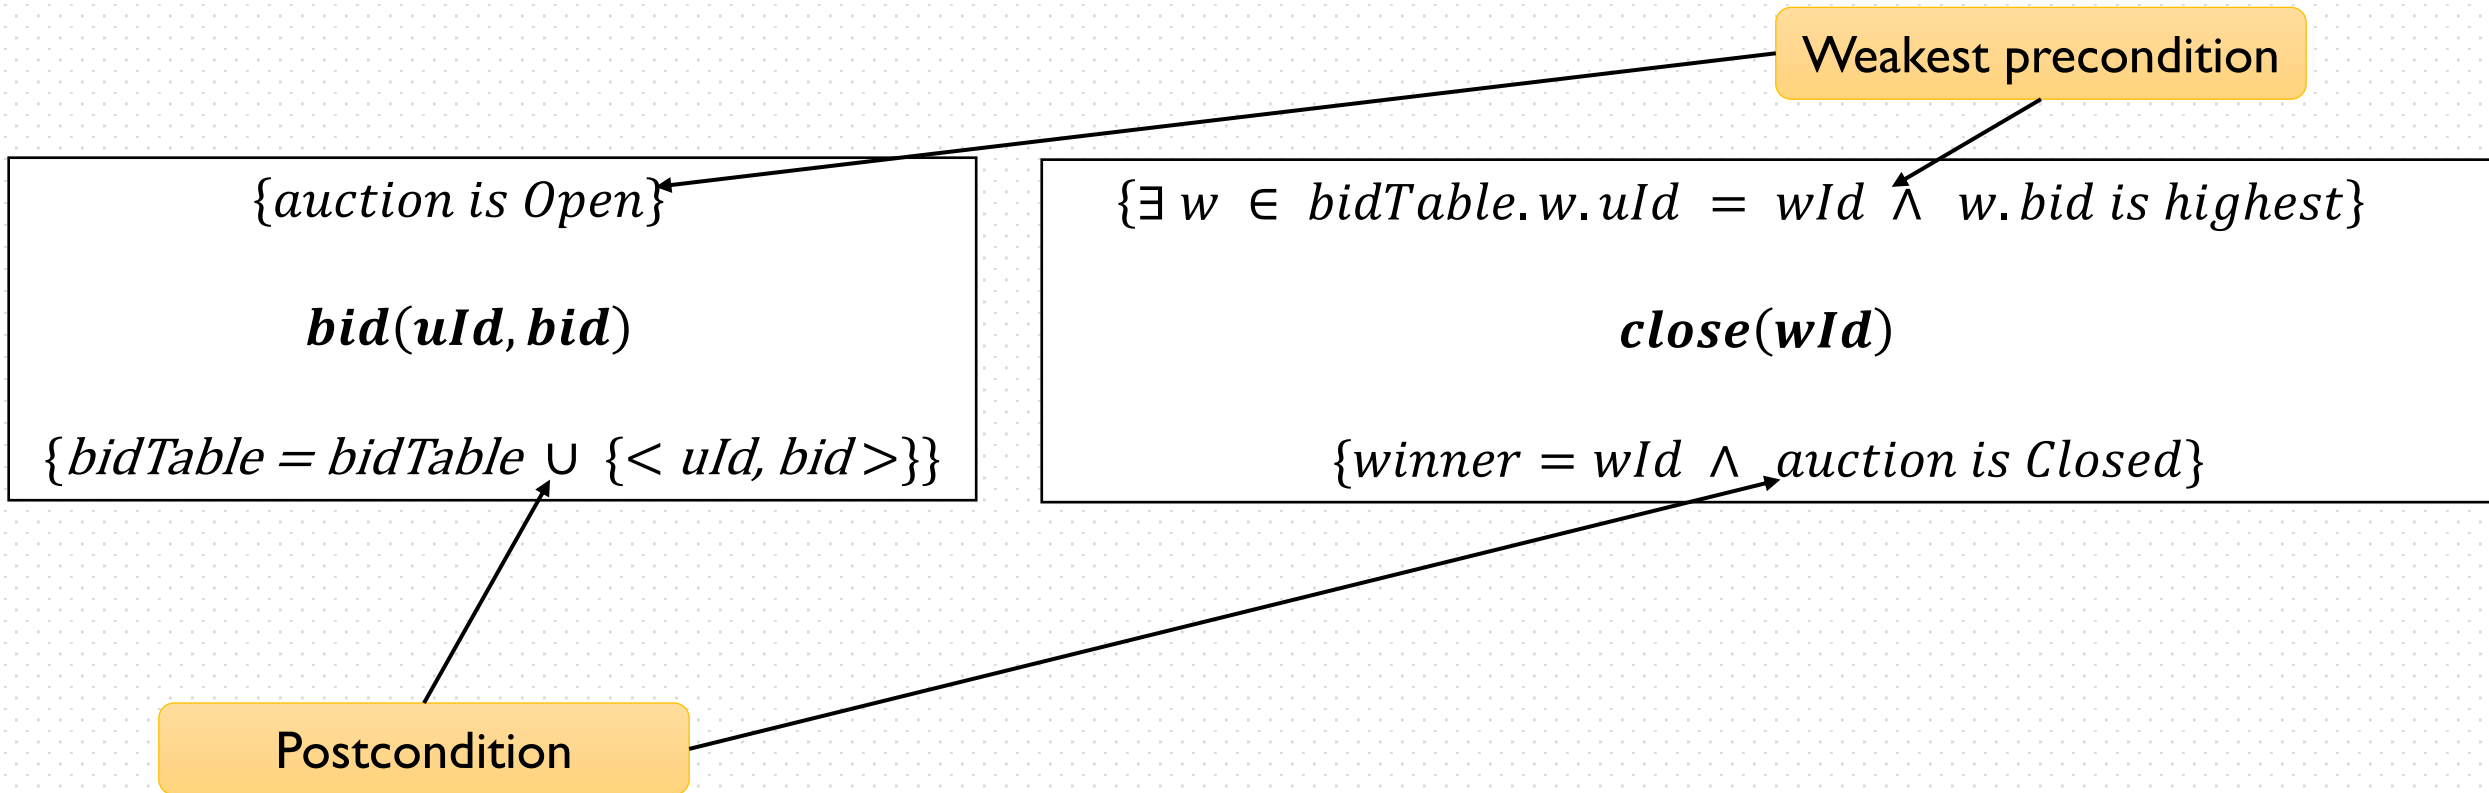 Weakest precondition
{auction is Open}
bid(uId, bid)
{bidTable = bidTable ∪ {< uId, bid >}}
{∃ w ∈ bidTable. w. uId = wId ∧ w. bid is highest}
close(wId)
{winner = wId ∧ auction is Closed}
Postcondition